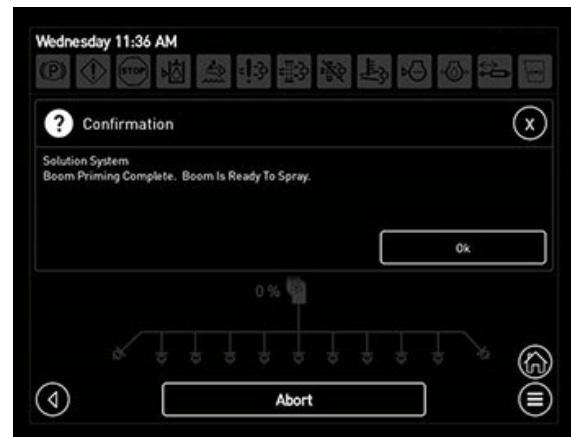 Wednesday 11:36 AM
(P) STOP
? Confirmation X
Solution System
Boom Priming Complete. Boom Is Ready To Spray.
Ok
0 %
Abort